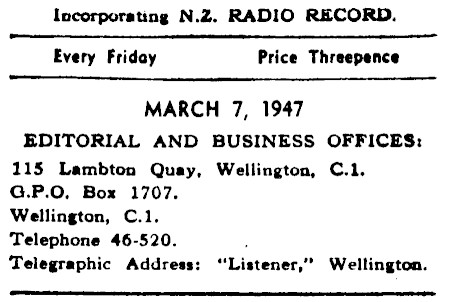 Incorporating N.Z. RADIO RECORD.
Every Friday Price Threepence
MARCH 7, 1947
EDITORIAL AND BUSINESS OFFICES:
115 Lambton Quay, Wellington, C.1.
G.P.O. Box 1707.
Wellington, C.1.
Telephone 46-520.
Telegraphic Address: "Listener," Wellington.